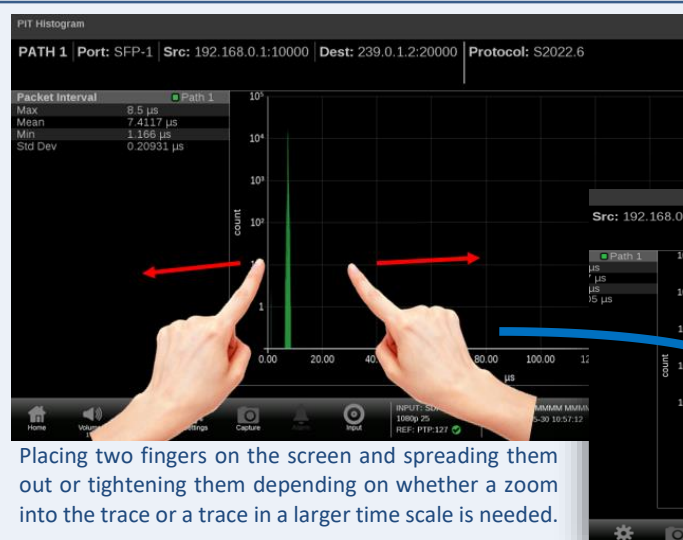 PIT Histogram
PATH 1 Port: SFP-1 Src: 192.168.0.1:10000 Dest: 239.0.1.2:20000 Protocol: S2022.6
Packet Interval Path 1
Max 8.5 µs
Mean 7.4117 µs
Min 1.166 µs
Std Dev 0.20931 µs
10⁵
10⁴
10³
10²
1
count
0.00 20.00 80.00 100.00
µs
Src: 192.168.0
Path 1
µs
µs
µs
count
Home
Capture
Input
1080p 25
REF: PTP:127
Placing two fingers on the screen and spreading them
out or tightening them depending on whether a zoom
into the trace or a trace in a larger time scale is needed.